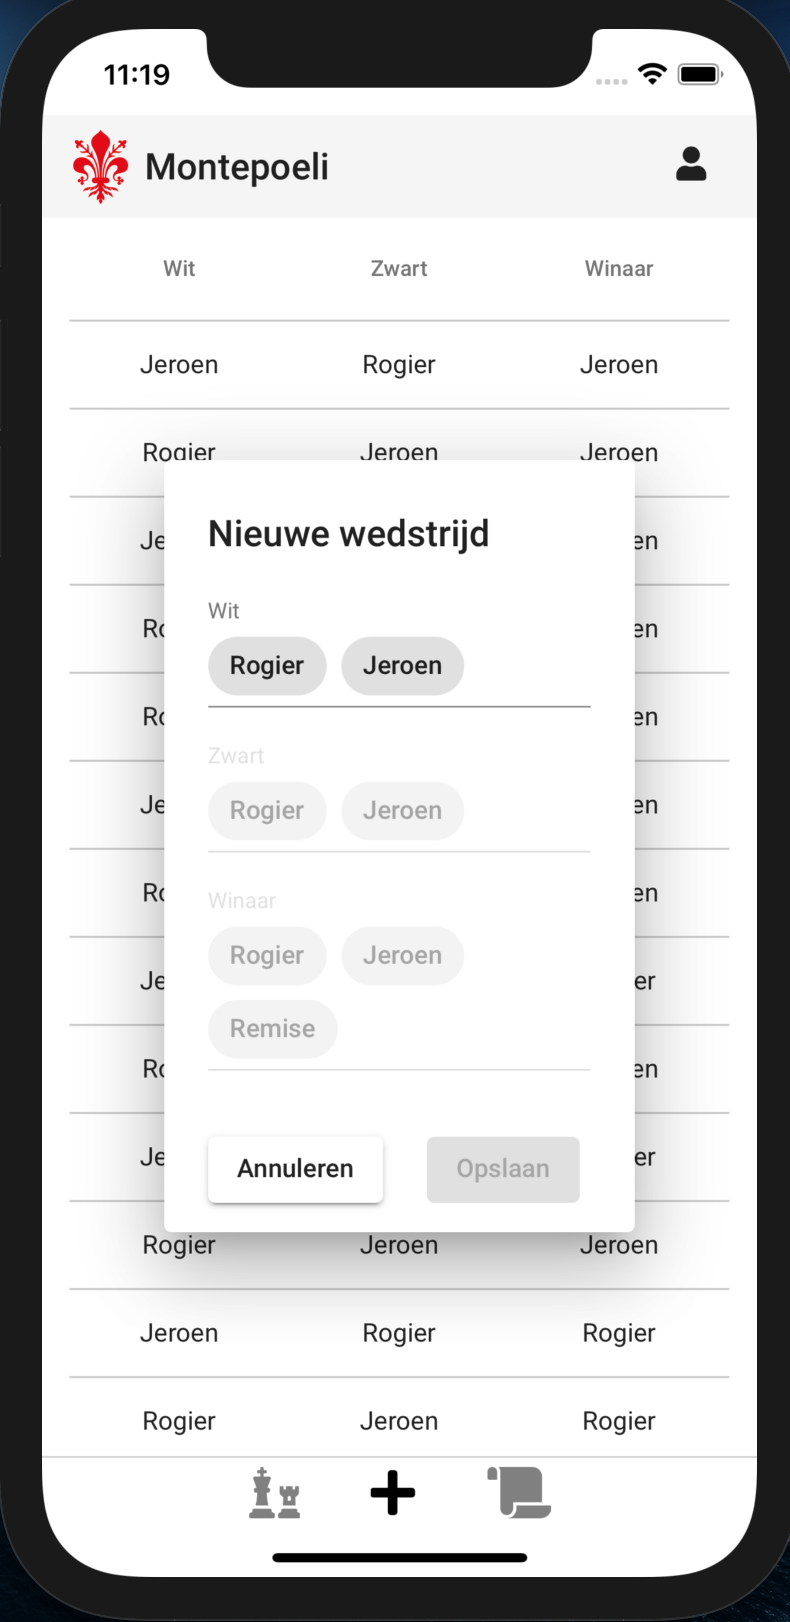 11:19
Montepoeli
Wit Zwart Winaar
Jeroen Rogier Jeroen
Rogier Jeroen Jeroen
Je en
Ro en
Ro en
Je en
Ro en
Je er
Ro en
Je er
Nieuwe wedstrijd
Wit
Rogier Jeroen
Zwart
Rogier Jeroen
Winaar
Rogier Jeroen
Remise
Annuleren Opslaan
Rogier Jeroen Jeroen
Jeroen Rogier Rogier
Rogier Jeroen Rogier